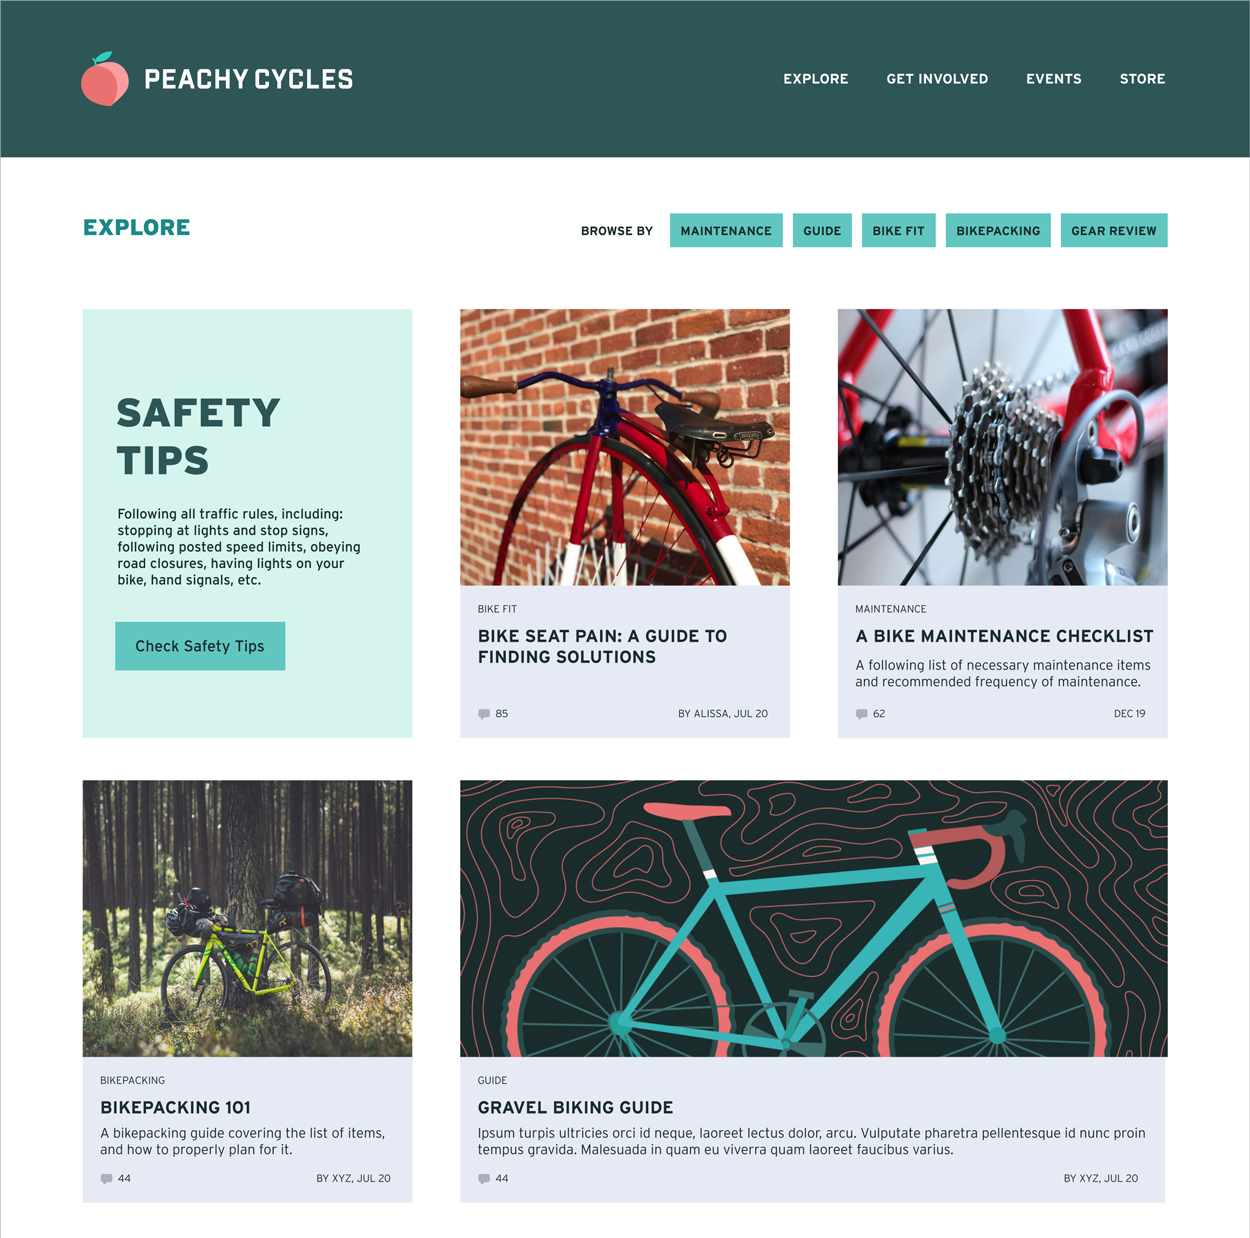 PEACHY CYCLES
EXPLORE
GET INVOLVED
EVENTS
STORE
EXPLORE
BROWSE BY
MAINTENANCE
GUIDE
BIKE FIT
BIKEPACKING
GEAR REVIEW
SAFETY
TIPS
Following all traffic rules, including:
stopping at lights and stop signs,
following posted speed limits, obeying
road closures, having lights on your
bike, hand signals, etc.
Check Safety Tips
BIKE FIT
BIKE SEAT PAIN: A GUIDE TO
FINDING SOLUTIONS
85
BY ALISSA, JUL 20
MAINTENANCE
A BIKE MAINTENANCE CHECKLIST
A following list of necessary maintenance items
and recommended frequency of maintenance.
62
DEC 19
BIKEPACKING
BIKEPACKING 101
A bikepacking guide covering the list of items,
and how to properly plan for it.
44
BY XYZ, JUL 20
GUIDE
GRAVEL BIKING GUIDE
Ipsum turpis ultricies orci id neque, laoreet lectus dolor, arcu. Vulputate pharetra pellentesque id nunc proin
tempus gravida. Malesuada in quam eu viverra quam laoreet faucibus varius.
44
BY XYZ, JUL 20